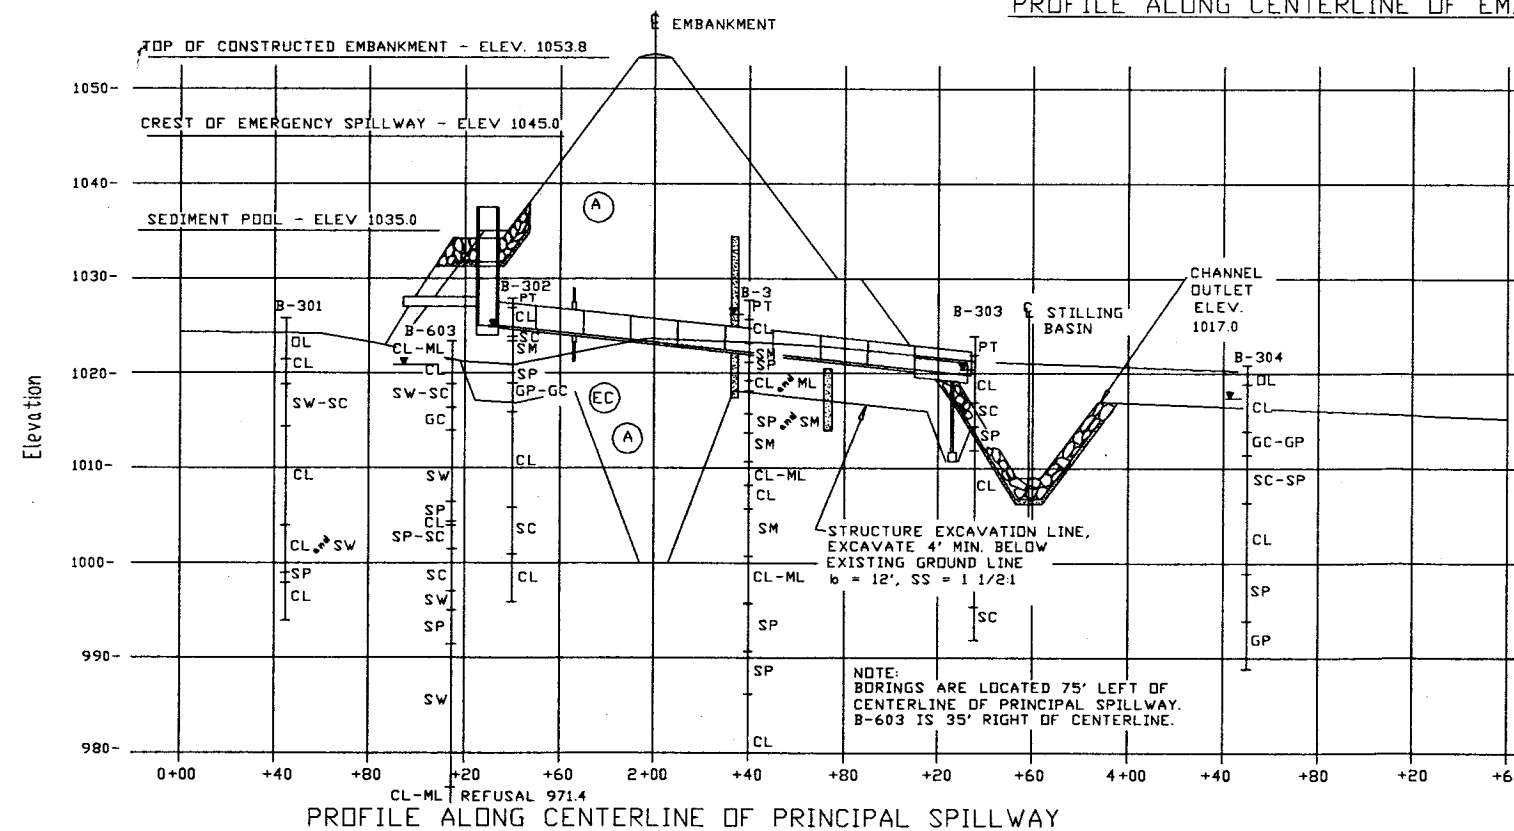 PROFILE ALONG CENTERLINE OF EM
℄ EMBANKMENT
TOP OF CONSTRUCTED EMBANKMENT - ELEV. 1053.8
1050-
CREST OF EMERGENCY SPILLWAY - ELEV 1045.0
1040-
A
SEDIMENT POOL - ELEV 1035.0
1030-
CHANNEL
OUTLET
ELEV.
1017.0
B-301
B-302
B-3
B-303
℄ STILLING
BASIN
B-603
B-304
PT
CL
SC
SM
SP
GP-GC
CL
SC
CL
OL
CL
SW-SC
CL
CL and SW
SP
CL
CL-ML
CL
SW-SC
GC
SW
SP
CL
SP-SC
SC
SW
SP
SW
CL-ML
REFUSAL 971.4
PT
CL
SM
SP
CL and ML
SP and SM
SM
CL-ML
CL
SM
CL-ML
SP
SP
CL
PT
CL
SC
SP
CL
SC
OL
CL
GC-GP
SC-SP
CL
SP
GP
EC
A
1020-
1010-
1000-
990-
980-
Elevation
STRUCTURE EXCAVATION LINE,
EXCAVATE 4' MIN. BELOW
EXISTING GROUND LINE
b = 12', SS = 1 1/2:1
NOTE:
BORINGS ARE LOCATED 75' LEFT OF
CENTERLINE OF PRINCIPAL SPILLWAY.
B-603 IS 35' RIGHT OF CENTERLINE.
0+00
+40
+80
+20
+60
2+00
+40
+80
+20
+60
4+00
+40
+80
+20
+6
PROFILE ALONG CENTERLINE OF PRINCIPAL SPILLWAY